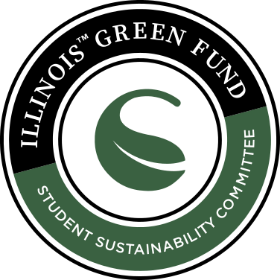 ILLINOIS™ GREEN FUND
STUDENT SUSTAINABILITY COMMITTEE